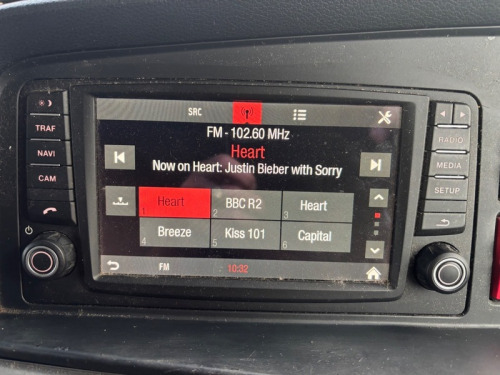 SRC
FM - 102.60 MHz
Heart
Now on Heart: Justin Bieber with Sorry
1 Heart
2 BBC R2
3 Heart
4 Breeze
5 Kiss 101
6 Capital
FM
10:32
TRAF
NAVI
CAM
RADIO
MEDIA
SETUP